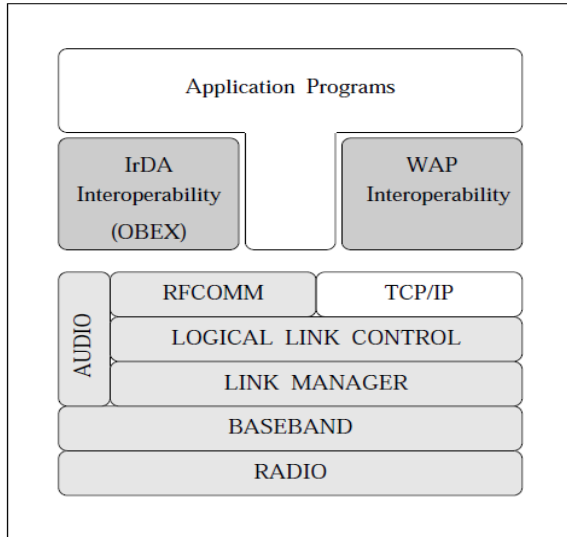 Application Programs
IrDA
Interoperability
(OBEX)
WAP
Interoperability
AUDIO
RFCOMM
TCP/IP
LOGICAL LINK CONTROL
LINK MANAGER
BASEBAND
RADIO